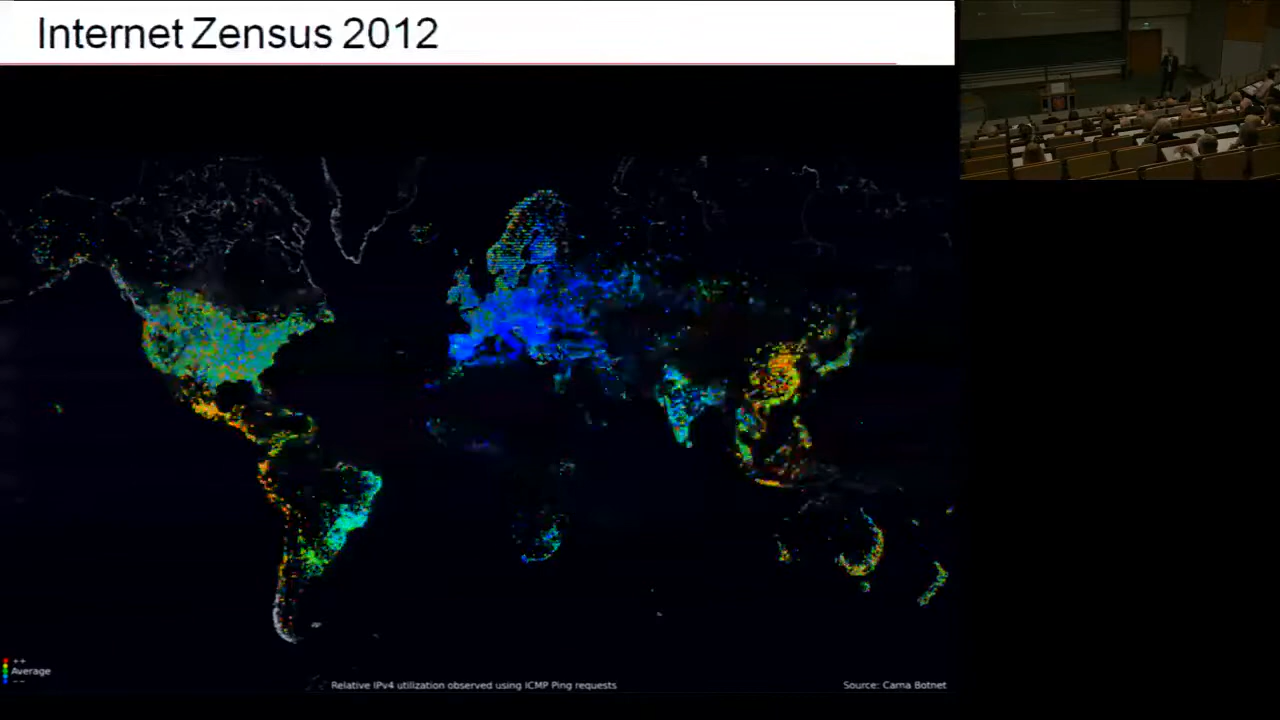 Internet Zensus 2012
++
Average
--
Relative IPv4 utilization observed using ICMP Ping requests
Source: Carna Botnet